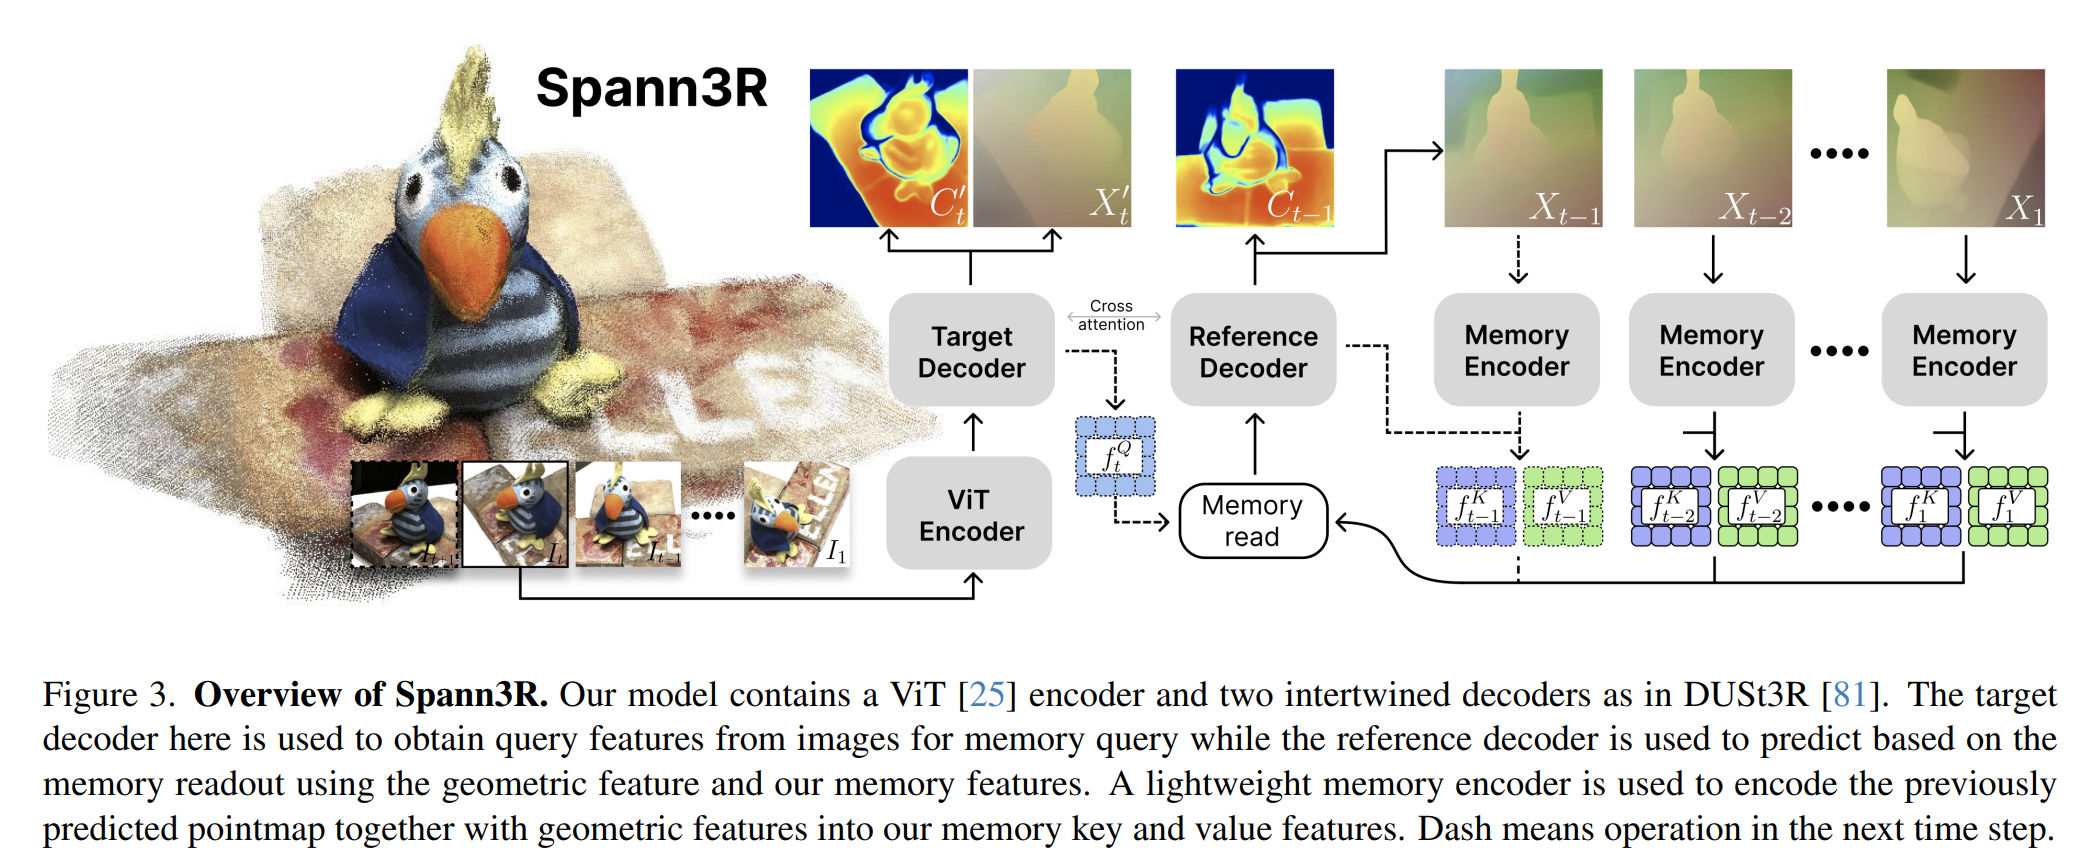 Spann3R
C′_t
X′_t
C_{t−1}
X_{t−1}
X_{t−2}
X_1
Target
Decoder
Cross
attention
Reference
Decoder
Memory
Encoder
Memory
Encoder
Memory
Encoder
ViT
Encoder
f_t^Q
Memory
read
f_{t−1}^K
f_{t−1}^V
f_{t−2}^K
f_{t−2}^V
f_1^K
f_1^V
I_{t+1}
I_t
I_{t−1}
I_1
Figure 3. Overview of Spann3R. Our model contains a ViT [25] encoder and two intertwined decoders as in DUSt3R [81]. The target
decoder here is used to obtain query features from images for memory query while the reference decoder is used to predict based on the
memory readout using the geometric feature and our memory features. A lightweight memory encoder is used to encode the previously
predicted pointmap together with geometric features into our memory key and value features. Dash means operation in the next time step.